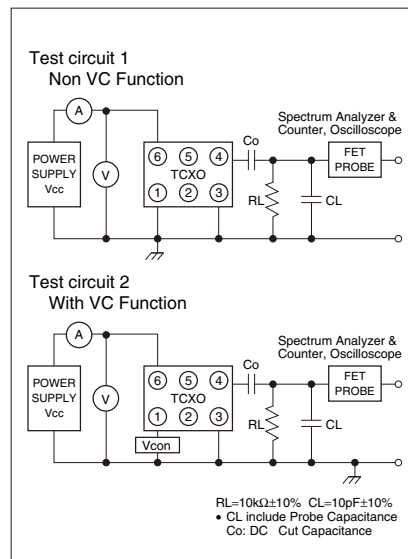 Test circuit 1
Non VC Function
A
Co
Spectrum Analyzer &
Counter, Oscilloscope
POWER
SUPPLY
Vcc
V
6 5 4
TCXO
1 2 3
RL
CL
FET
PROBE
Test circuit 2
With VC Function
A
Co
Spectrum Analyzer &
Counter, Oscilloscope
POWER
SUPPLY
Vcc
V
6 5 4
TCXO
1 2 3
Vcon
RL
CL
FET
PROBE
RL=10kΩ±10% CL=10pF±10%
• CL include Probe Capacitance
Co: DC Cut Capacitance